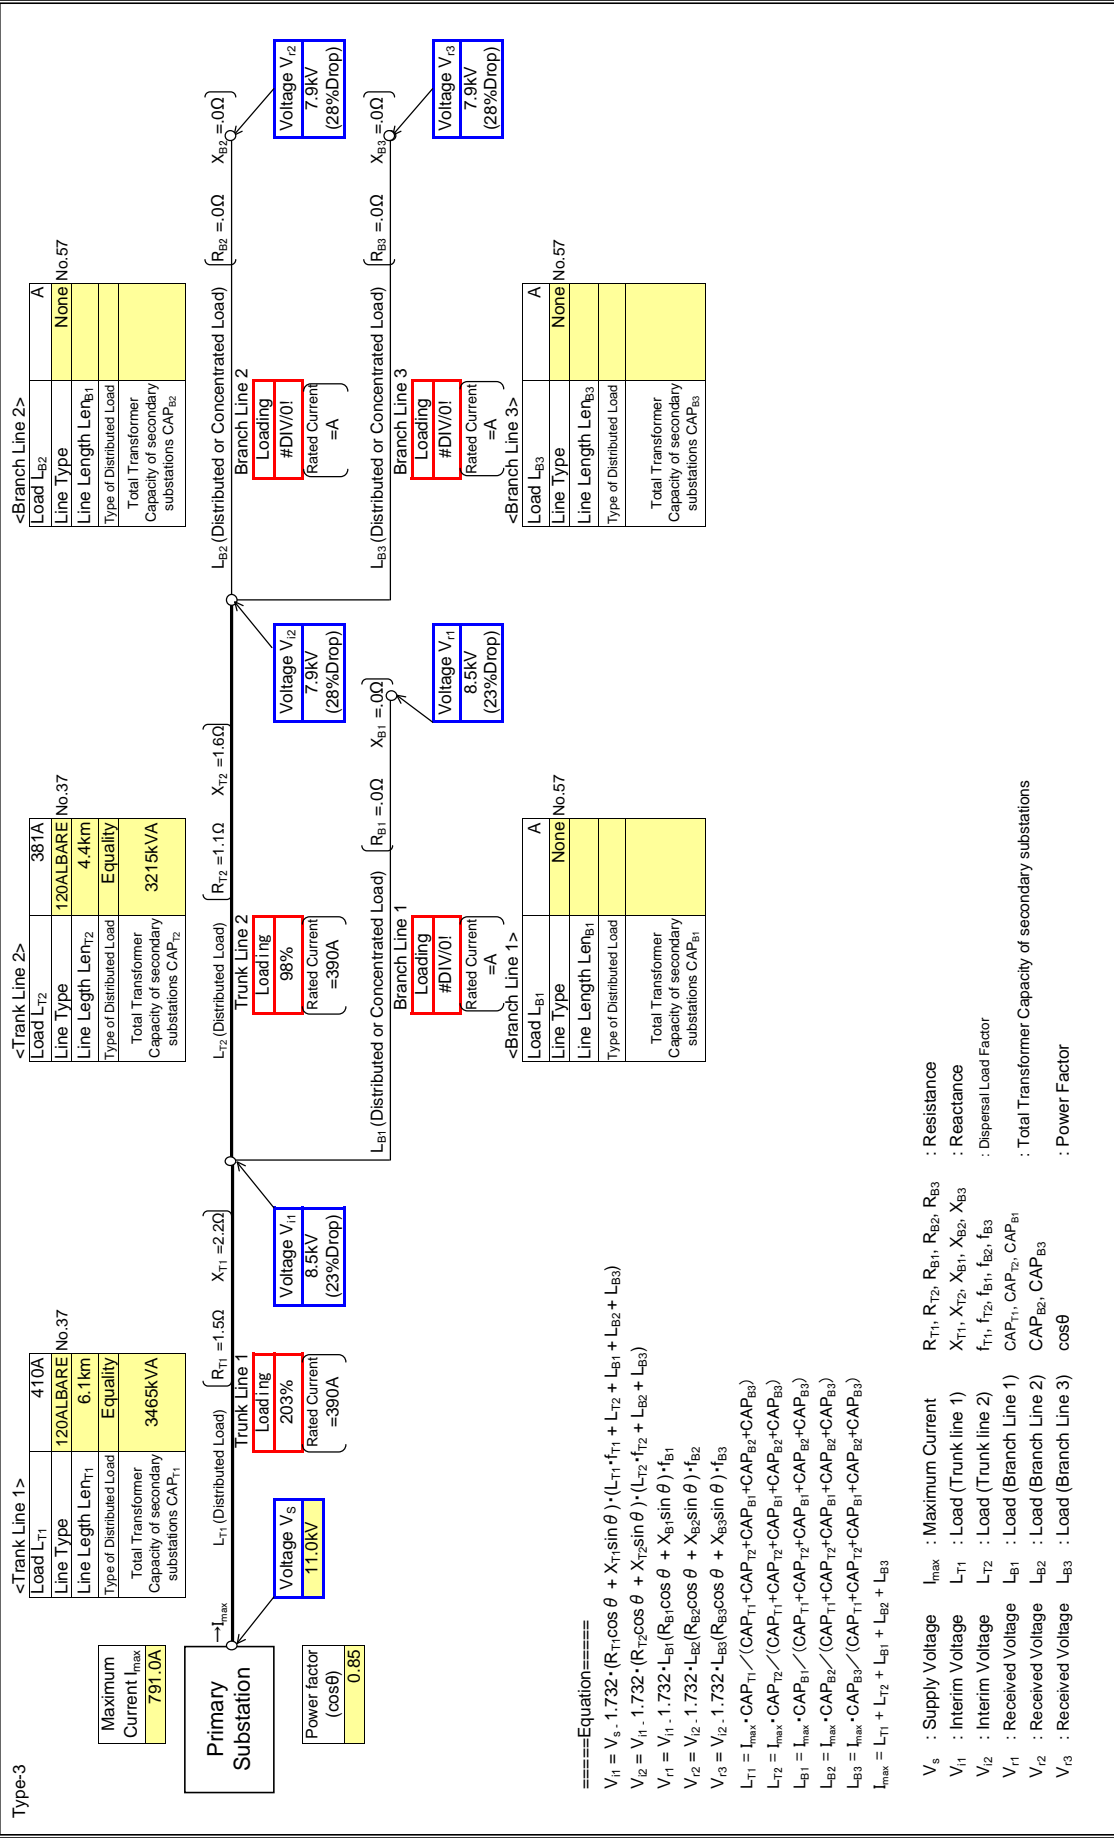 Type-3
Maximum
Current Imax
791.0A
Primary
Substation
Power factor
(cosθ)
0.85
→Imax
Voltage VS
11.0kV
<Trank Line 1>
Load LT1 410A
Line Type 120ALBARE No.37
Line Legth LenT1 6.1km
Type of Distributed Load Equality
Total Transformer
Capacity of secondary
substations CAPT1
3465kVA
LT1 (Distributed Load)
RT1 =1.5Ω XT1 =2.2Ω
Trunk Line 1
Loading
203%
Rated Current
=390A
Voltage Vi1
8.5kV
(23%Drop)
<Trank Line 2>
Load LT2 381A
Line Type 120ALBARE No.37
Line Legth LenT2 4.4km
Type of Distributed Load Equality
Total Transformer
Capacity of secondary
substations CAPT2
3215kVA
LT2 (Distributed Load)
RT2 =1.1Ω XT2 =1.6Ω
Trunk Line 2
Loading
98%
Rated Current
=390A
Voltage Vi2
7.9kV
(28%Drop)
LB1 (Distributed or Concentrated Load)
RB1 =.0Ω XB1 =.0Ω
Branch Line 1
Loading
#DIV/0!
Rated Current
=A
Voltage Vr1
8.5kV
(23%Drop)
<Branch Line 1>
Load LB1 A
Line Type None No.57
Line Length LenB1
Type of Distributed Load
Total Transformer
Capacity of secondary
substations CAPB1
<Branch Line 2>
Load LB2 A
Line Type None No.57
Line Length LenB1
Type of Distributed Load
Total Transformer
Capacity of secondary
substations CAPB2
LB2 (Distributed or Concentrated Load)
RB2 =.0Ω XB2 =.0Ω
Branch Line 2
Loading
#DIV/0!
Rated Current
=A
Voltage Vr2
7.9kV
(28%Drop)
LB3 (Distributed or Concentrated Load)
RB3 =.0Ω XB3 =.0Ω
Branch Line 3
Loading
#DIV/0!
Rated Current
=A
Voltage Vr3
7.9kV
(28%Drop)
<Branch Line 3>
Load LB3 A
Line Type None No.57
Line Length LenB3
Type of Distributed Load
Total Transformer
Capacity of secondary
substations CAPB3
=====Equation=====
Vi1 = Vs - 1.732・(RT1cos θ + XT1sin θ)・(LT1・fT1 + LT2 + LB1 + LB2 + LB3)
Vi2 = Vi1 - 1.732・(RT2cos θ + XT2sin θ)・(LT2・fT2 + LB2 + LB3)
Vr1 = Vi1 - 1.732・LB1(RB1cos θ + XB1sin θ)・fB1
Vr2 = Vi2 - 1.732・LB2(RB2cos θ + XB2sin θ)・fB2
Vr3 = Vi2 - 1.732・LB3(RB3cos θ + XB3sin θ)・fB3
LT1 = Imax・CAPT1／(CAPT1+CAPT2+CAPB1+CAPB2+CAPB3)
LT2 = Imax・CAPT2／(CAPT1+CAPT2+CAPB1+CAPB2+CAPB3)
LB1 = Imax・CAPB1／(CAPT1+CAPT2+CAPB1+CAPB2+CAPB3)
LB2 = Imax・CAPB2／(CAPT1+CAPT2+CAPB1+CAPB2+CAPB3)
LB3 = Imax・CAPB3／(CAPT1+CAPT2+CAPB1+CAPB2+CAPB3)
Imax = LT1 + LT2 + LB1 + LB2 + LB3
Vs : Supply Voltage Imax : Maximum Current RT1, RT2, RB1, RB2, RB3 : Resistance
Vi1 : Interim Voltage LT1 : Load (Trunk line 1) XT1, XT2, XB1, XB2, XB3 : Reactance
Vi2 : Interim Voltage LT2 : Load (Trunk line 2) fT1, fT2, fB1, fB2, fB3 : Dispersal Load Factor
Vr1 : Received Voltage LB1 : Load (Branch Line 1) CAPT1, CAPT2, CAPB1 : Total Transformer Capacity of secondary substations
Vr2 : Received Voltage LB2 : Load (Branch Line 2) CAPB2, CAPB3
Vr3 : Received Voltage LB3 : Load (Branch Line 3) cosθ : Power Factor